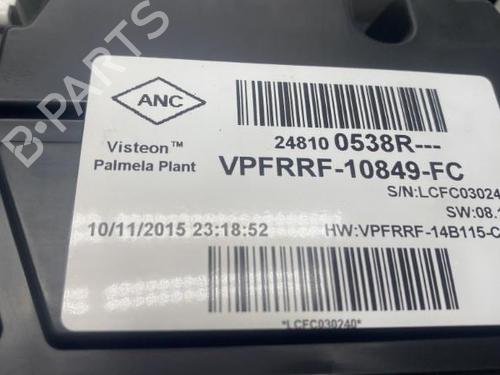 B-PARTS
ANC
Visteon™
Palmela Plant
24810 0538R---
VPFRRF-10849-FC
S/N:LCFC03024
SW:08.1
10/11/2015 23:18:52
HW:VPFRRF-14B115-C
*LCFC030240*